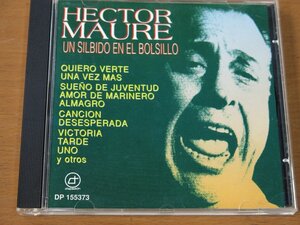 HECTOR
MAURE
UN SILBIDO EN EL BOLSILLO
QUIERO VERTE
UNA VEZ MAS
SUEÑO DE JUVENTUD
AMOR DE MARINERO
ALMAGRO
CANCION
DESESPERADA
VICTORIA
TARDE
UNO
y otros
DP 155373